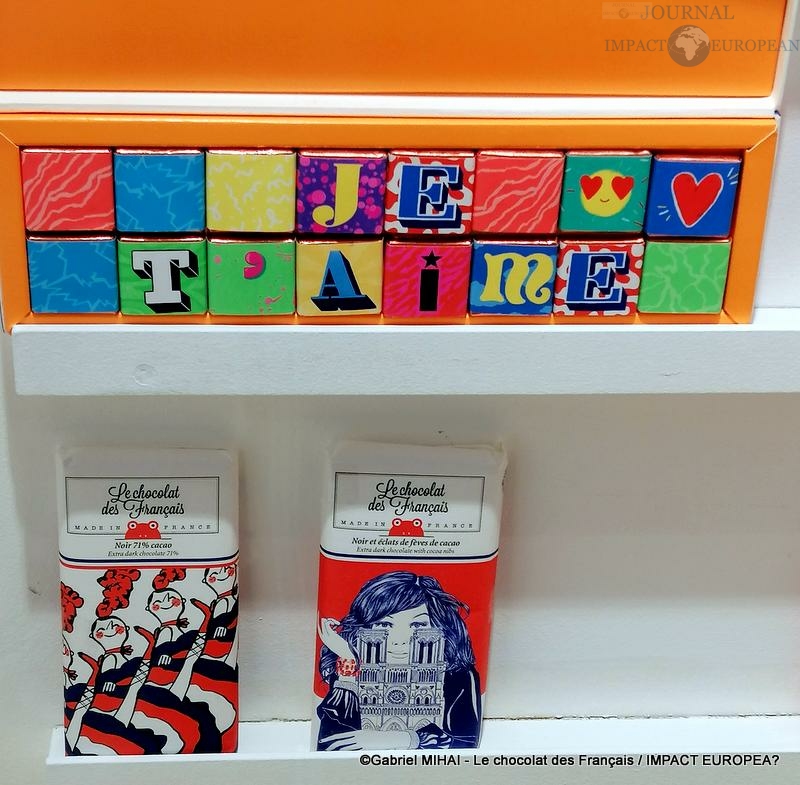 JOURNAL
IMPACT EUROPEAN
JE
T'AiME
Le chocolat
des Français
MADE IN FRANCE
Noir 71% cacao
Extra dark chocolate 71%
Le chocolat
des Français
MADE IN FRANCE
Noir et éclats de fèves de cacao
Extra dark chocolate with cocoa nibs
©Gabriel MIHAI - Le chocolat des Français / IMPACT EUROPEA?